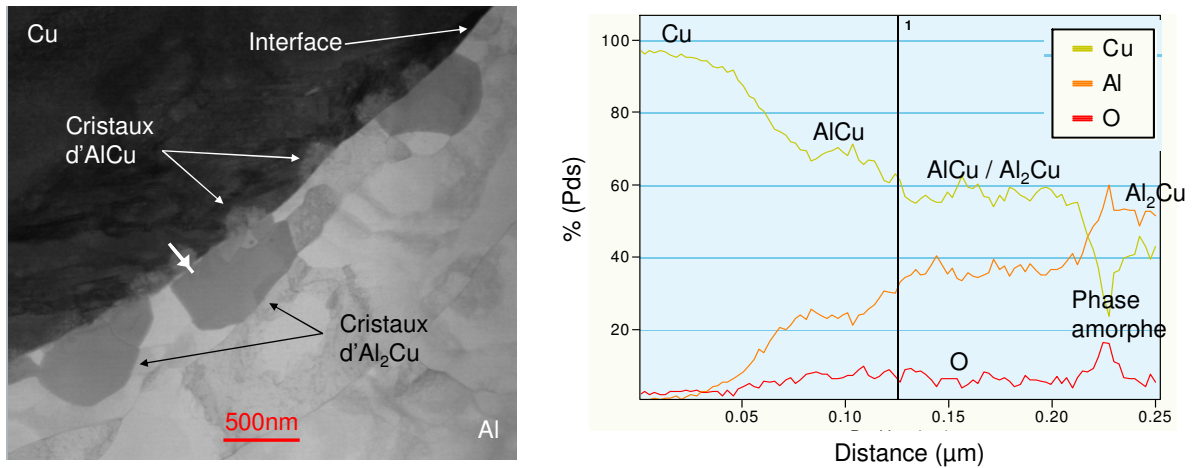 Cu
Interface
Cristaux
d'AlCu
Cristaux
d'Al₂Cu
500nm
Al
% (Pds)
100
80
60
40
20
Cu
AlCu
1
AlCu / Al₂Cu
Al₂Cu
Phase
amorphe
O
Cu
Al
O
0.05
0.10
0.15
0.20
0.25
Distance (µm)